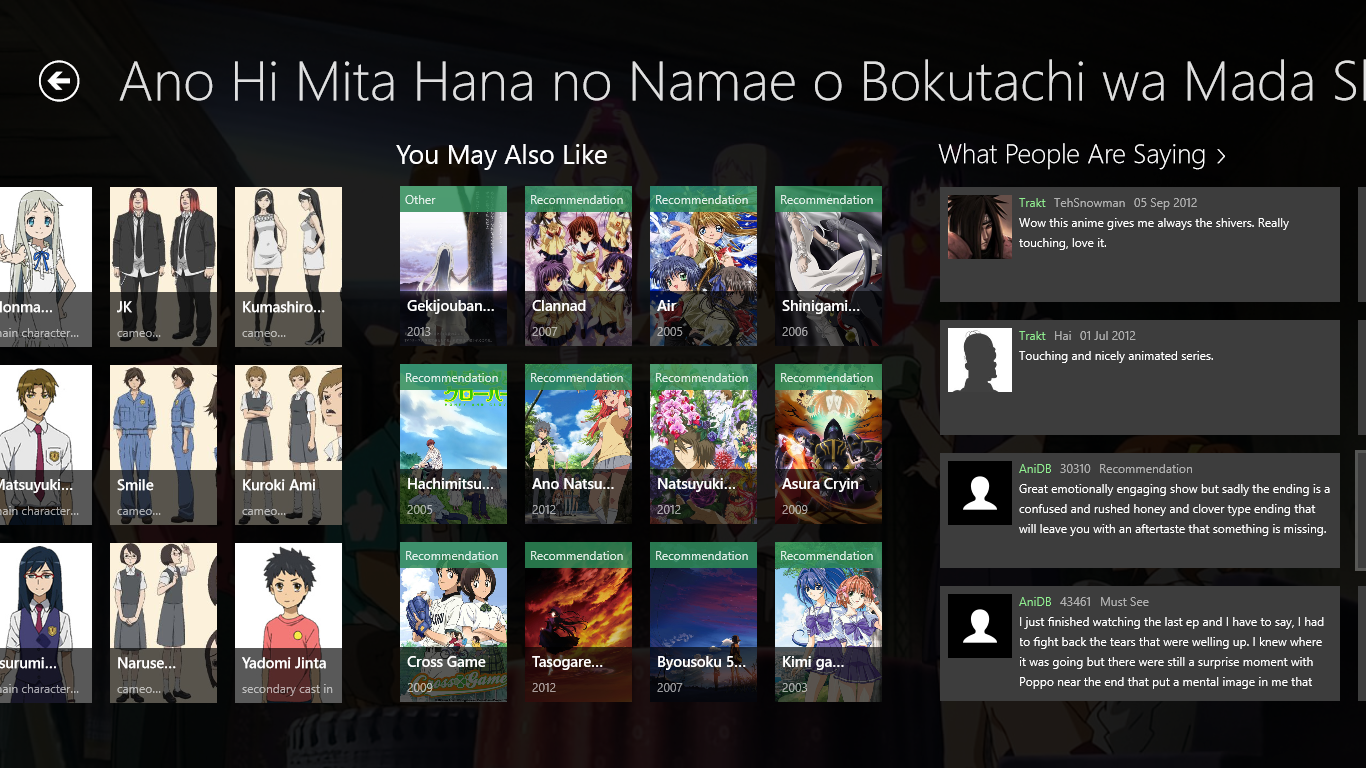 Ano Hi Mita Hana no Namae o Bokutachi wa Mada Sh
onma...
ain character...
JK
cameo...
Kumashiro...
cameo...
Matsuyuki...
ain character...
Smile
cameo...
Kuroki Ami
cameo...
surumi...
ain character...
Naruse...
cameo...
Yadomi Jinta
secondary cast in
You May Also Like
Other
Gekijouban...
2013
Recommendation
Clannad
2007
Recommendation
Air
2005
Recommendation
Shinigami...
2006
Recommendation
クローバー
Hachimitsu...
2005
Recommendation
Ano Natsu...
2012
Recommendation
Natsuyuki...
2012
Recommendation
Asura Cryin`
2009
Recommendation
Cross Game
2009
Cross Game
Recommendation
Tasogare...
2012
Recommendation
Byousoku 5...
2007
Recommendation
Kimi ga...
2003
What People Are Saying >
Trakt TehSnowman 05 Sep 2012
Wow this anime gives me always the shivers. Really
touching, love it.
Trakt Hai 01 Jul 2012
Touching and nicely animated series.
AniDB 30310 Recommendation
Great emotionally engaging show but sadly the ending is a
confused and rushed honey and clover type ending that
will leave you with an aftertaste that something is missing.
AniDB 43461 Must See
I just finished watching the last ep and I have to say, I had
to fight back the tears that were welling up. I knew where
it was going but there were still a surprise moment with
Poppo near the end that put a mental image in me that